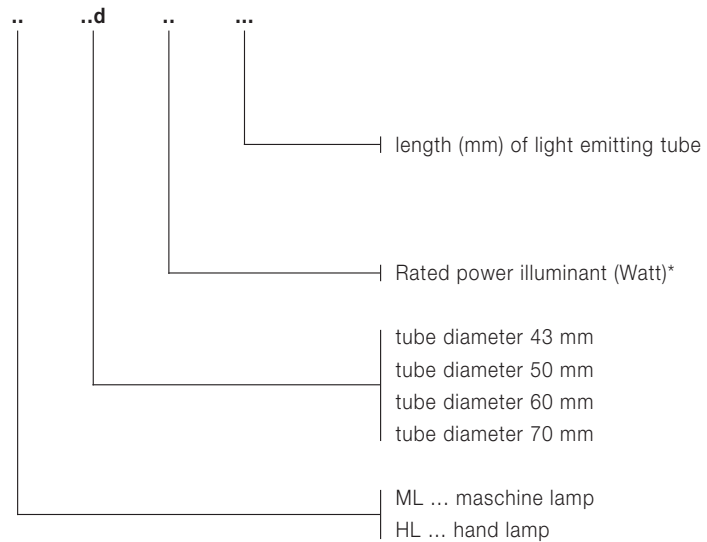 .. ..d .. ...
length (mm) of light emitting tube
Rated power illuminant (Watt)*
tube diameter 43 mm
tube diameter 50 mm
tube diameter 60 mm
tube diameter 70 mm
ML ... maschine lamp
HL ... hand lamp